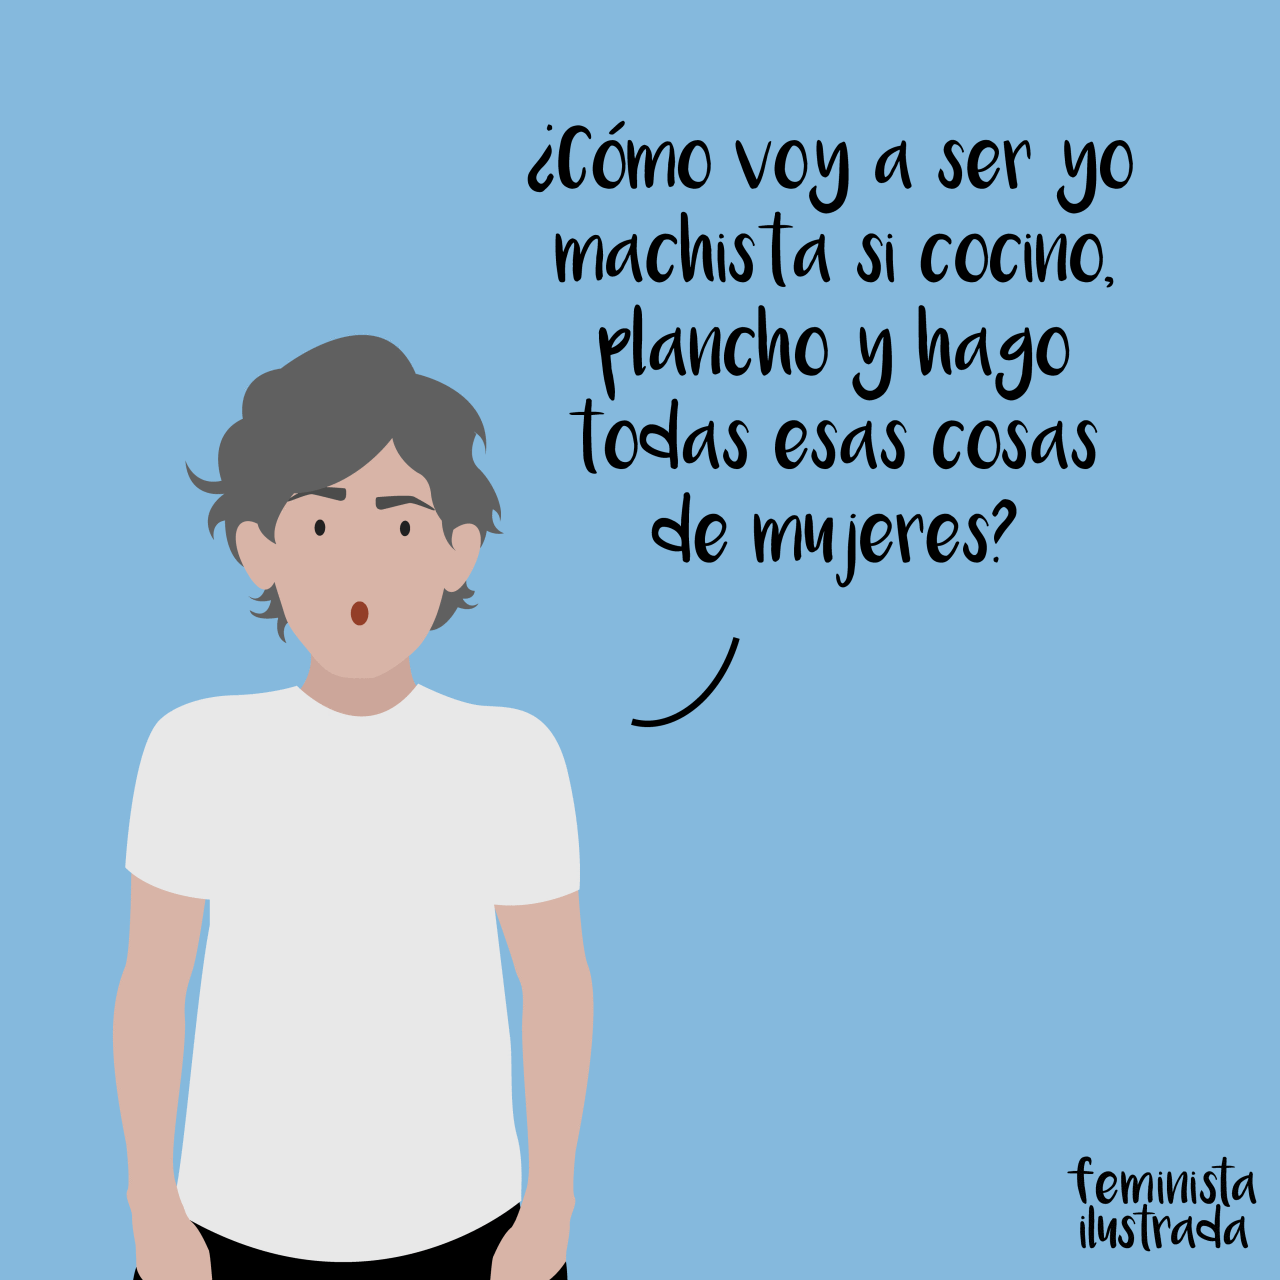 ¿Cómo voy a ser yo
machista si cocino,
plancho y hago
todas esas cosas
de mujeres?
feminista
ilustrada